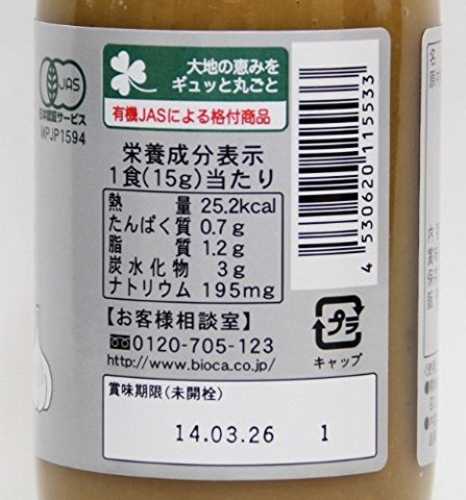 大地の恵みを
ギュッと丸ごと
有機JASによる格付商品
JAS
日本認証サービス
MPJP1594
栄養成分表示
1食(15g)当たり
熱量 25.2kcal
たんぱく質 0.7g
脂質 1.2g
炭水化物 3g
ナトリウム 195mg
【お客様相談室】
☎0120-705-123
http://www.bioca.co.jp/
4 530620 115533
プラ
キャップ
賞味期限(未開栓)
14.03.26 1